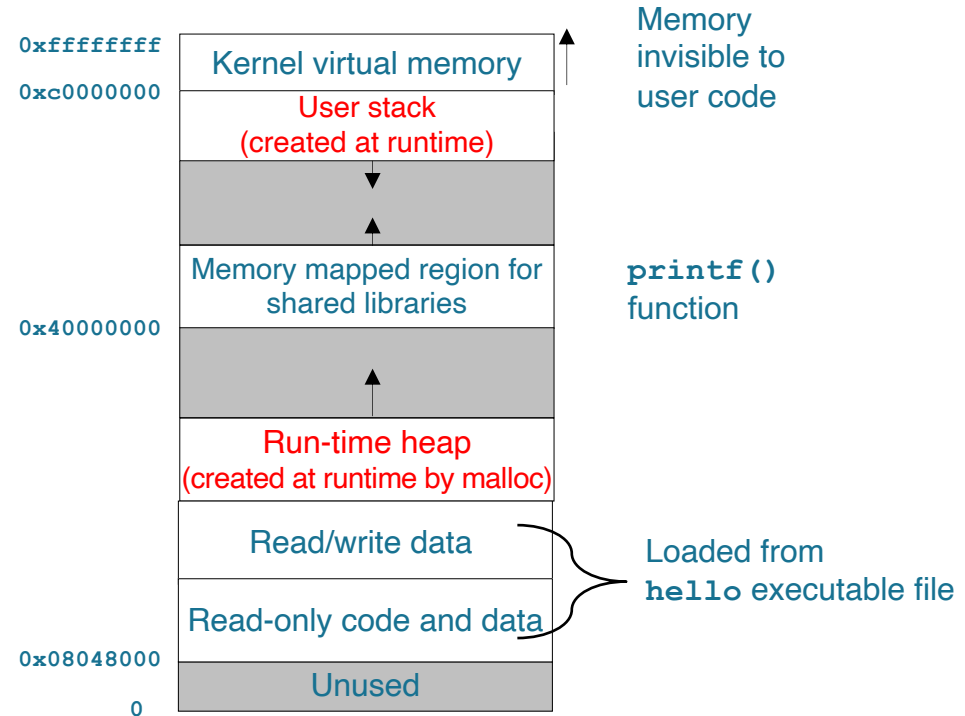 0xffffffff
Kernel virtual memory
Memory
invisible to
user code
0xc0000000
User stack
(created at runtime)
Memory mapped region for
shared libraries
printf()
function
0x40000000
Run-time heap
(created at runtime by malloc)
Read/write data
Loaded from
hello executable file
Read-only code and data
0x08048000
Unused
0